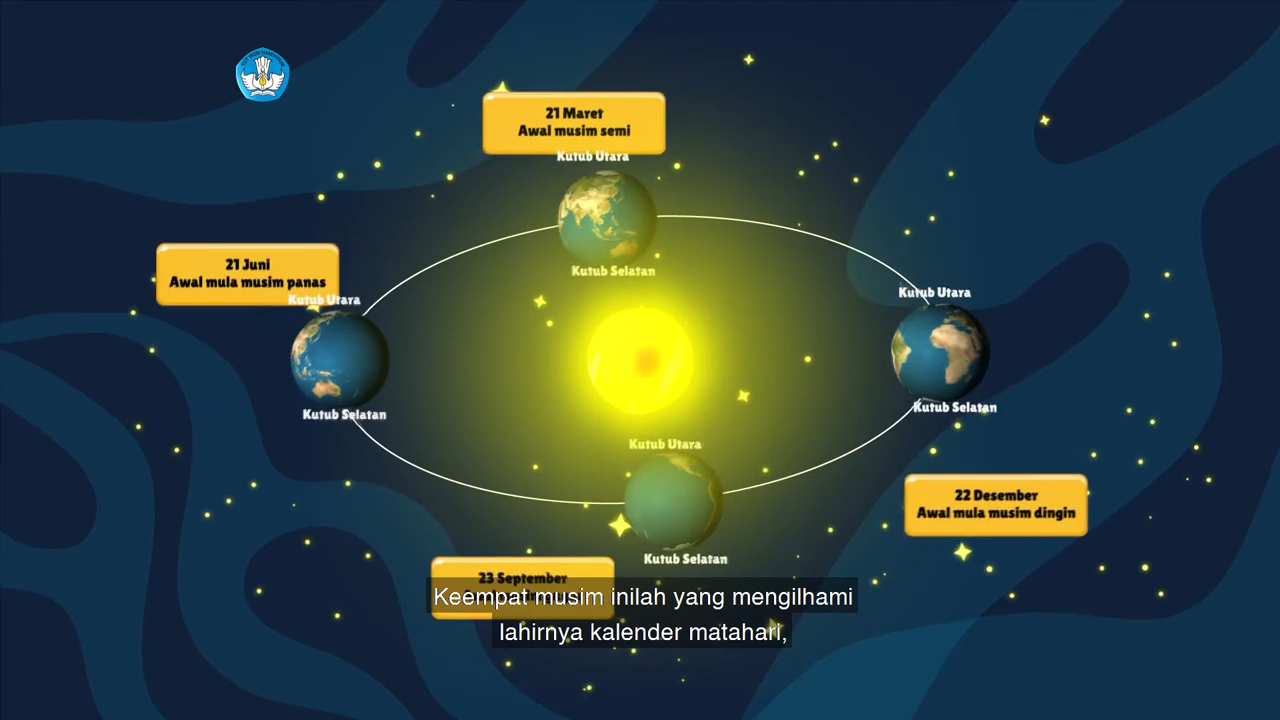 21 Maret
Awal musim semi
Kutub Utara
Kutub Selatan
21 Juni
Awal mula musim panas
Kutub Utara
Kutub Selatan
Kutub Utara
Kutub Selatan
22 Desember
Awal mula musim dingin
Kutub Utara
Kutub Selatan
23 September
Keempat musim inilah yang mengilhami
lahirnya kalender matahari,